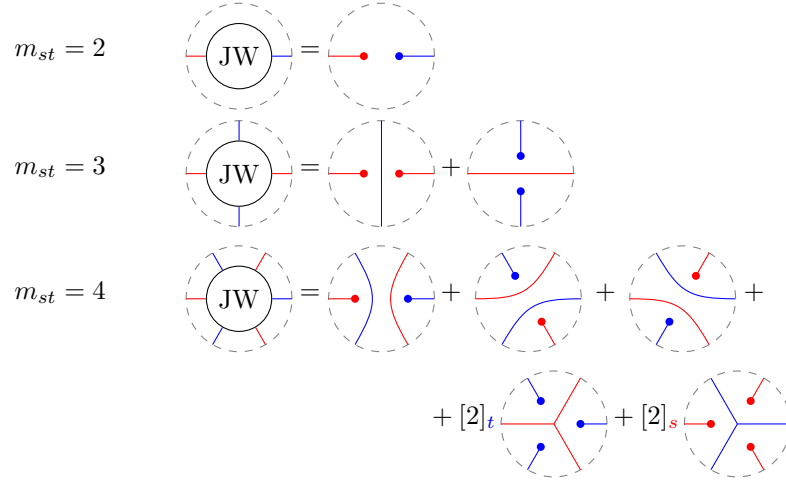 m_{st} = 2 JW =
m_{st} = 3 JW = +
m_{st} = 4 JW = + + +
+ [2]_t + [2]_s